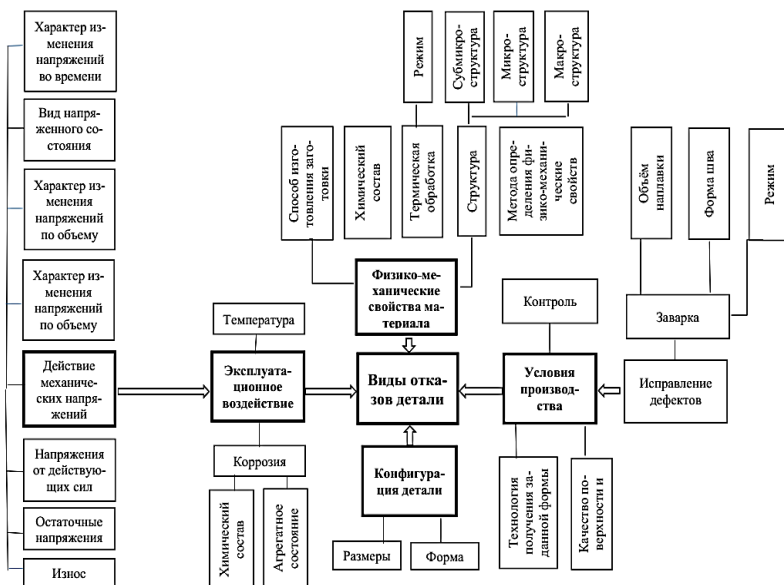 Характер из-
менения
напряжений
во времени
Вид напря-
женного со-
стояния
Характер из-
менения
напряжений
по объему
Характер из-
менения
напряжений
по объему
Действие
механиче-
ских напря-
жений
Напряжения
от действую-
щих сил
Остаточные
напряжения
Износ
Температура
Эксплуата-
ационное
воздействие
Коррозия
Химический
состав
Агрегатное
состояние
Режим
Субмикро-
структура
Микро-
структура
Макро-
структура
Способ изго-
товления заго-
товки
Химический
состав
Термическая
обработка
Структура
Метода опре-
деления фи-
зико-механи-
ческие
свойств
Физико-ме-
ханические
свойства ма-
териала
Виды отка-
зов детали
Конфигура-
ция детали
Размеры
Форма
Контроль
Условия
производ-
ства
Технология
получения за-
данной формы
Качество по-
верхности и
Объём
наплавки
Форма шва
Режим
Заварка
Исправление
дефектов